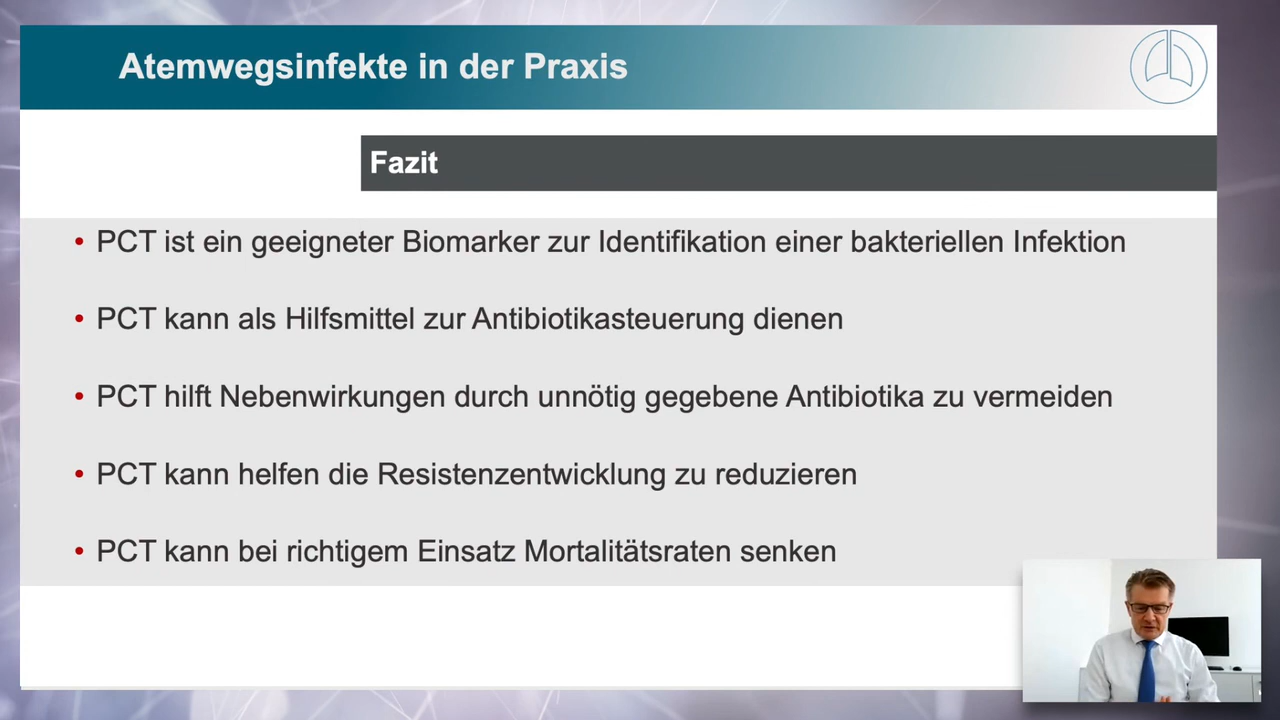 Atemwegsinfekte in der Praxis
Fazit
• PCT ist ein geeigneter Biomarker zur Identifikation einer bakteriellen Infektion
• PCT kann als Hilfsmittel zur Antibiotikasteuerung dienen
• PCT hilft Nebenwirkungen durch unnötig gegebene Antibiotika zu vermeiden
• PCT kann helfen die Resistenzentwicklung zu reduzieren
• PCT kann bei richtigem Einsatz Mortalitätsraten senken